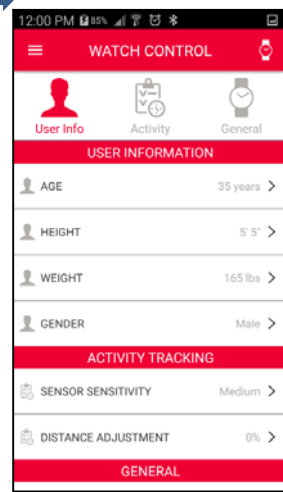 12:00 PM 85%
WATCH CONTROL
User Info Activity General
USER INFORMATION
AGE 35 years
HEIGHT 5' 5"
WEIGHT 165 lbs
GENDER Male
ACTIVITY TRACKING
SENSOR SENSITIVITY Medium
DISTANCE ADJUSTMENT 0%
GENERAL